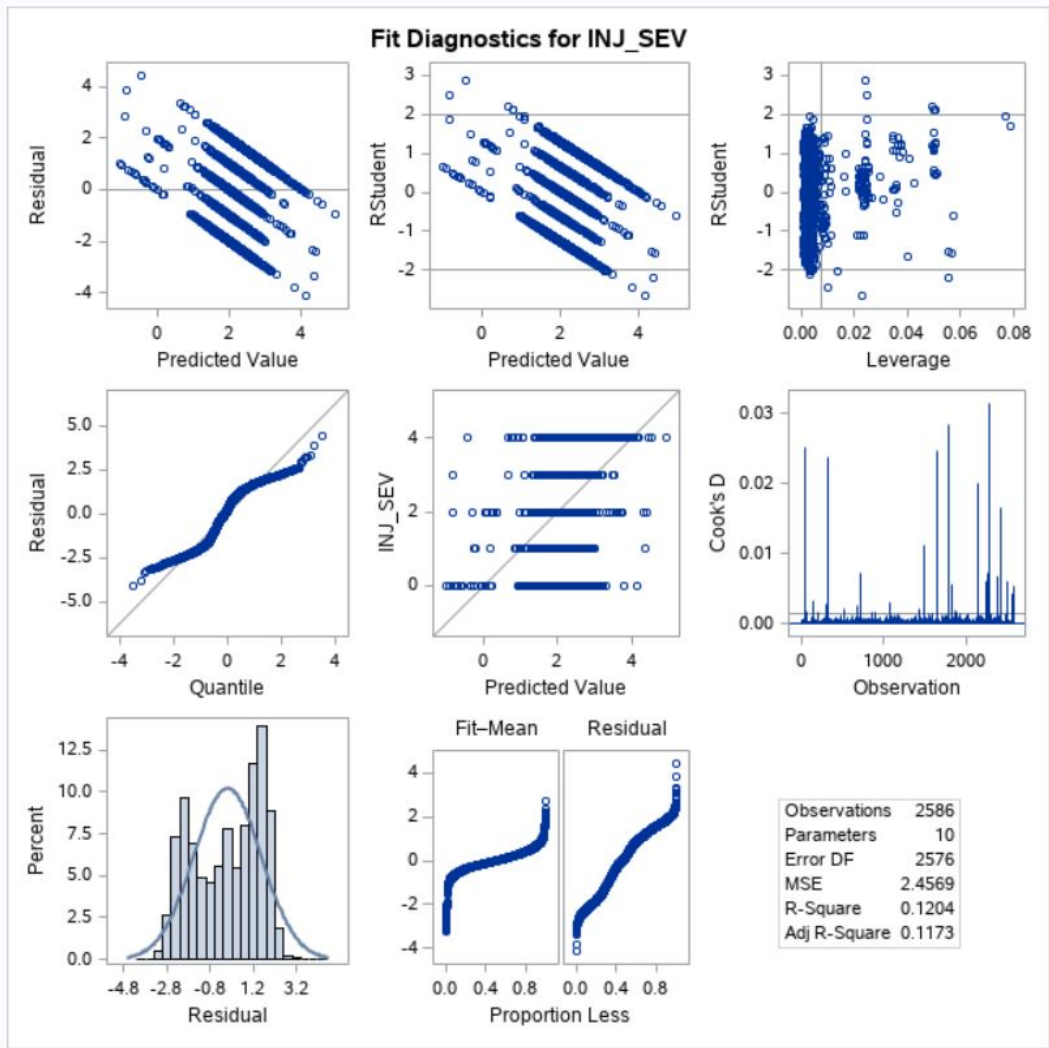 Fit Diagnostics for INJ_SEV
4
2
0
-2
-4
Residual
0 2 4
Predicted Value
3
2
1
0
-1
-2
RStudent
0 2 4
Predicted Value
3
2
1
0
-1
-2
RStudent
0.00 0.02 0.04 0.06 0.08
Leverage
5.0
2.5
0.0
-2.5
-5.0
Residual
-4 -2 0 2 4
Quantile
4
2
0
INJ_SEV
0 2 4
Predicted Value
0.03
0.02
0.01
0.00
Cook's D
0 1000 2000
Observation
12.5
10.0
7.5
5.0
2.5
0.0
Percent
-4.8 -2.8 -0.8 1.2 3.2
Residual
Fit–Mean Residual
4
2
0
-2
-4
0.0 0.4 0.8 0.0 0.4 0.8
Proportion Less
Observations 2586
Parameters 10
Error DF 2576
MSE 2.4569
R-Square 0.1204
Adj R-Square 0.1173